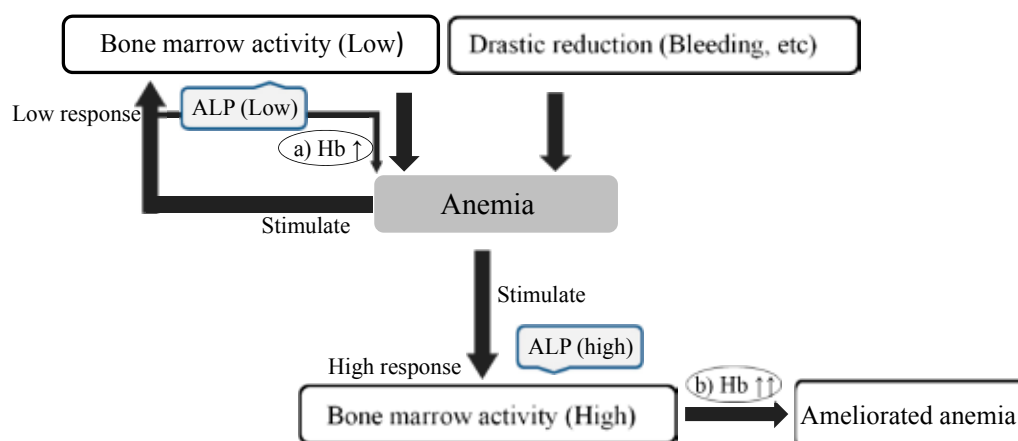 Bone marrow activity (Low)
Drastic reduction (Bleeding, etc)
Low response
ALP (Low)
a) Hb ↑
Anemia
Stimulate
Stimulate
ALP (high)
High response
b) Hb ↑↑
Bone marrow activity (High)
Ameliorated anemia